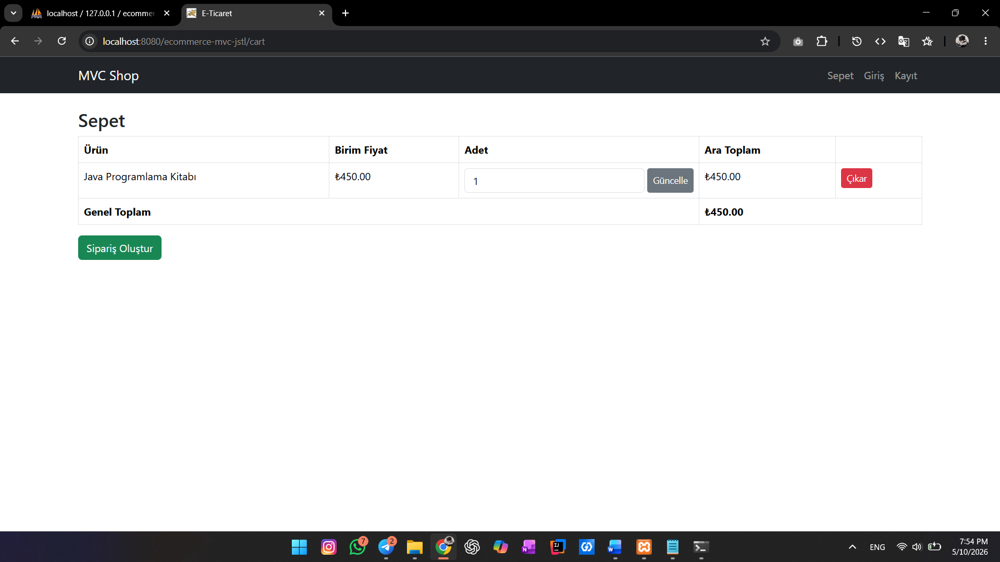 localhost / 127.0.0.1 / ecommer
E-Ticaret
localhost:8080/ecommerce-mvc-jstl/cart
MVC Shop
Sepet Giriş Kayıt
Sepet
Ürün Birim Fiyat Adet Ara Toplam
Java Programlama Kitabı ₺450.00 1 Güncelle ₺450.00 Çıkar
Genel Toplam ₺450.00
Sipariş Oluştur
7
2
ENG
7:54 PM
5/10/2026